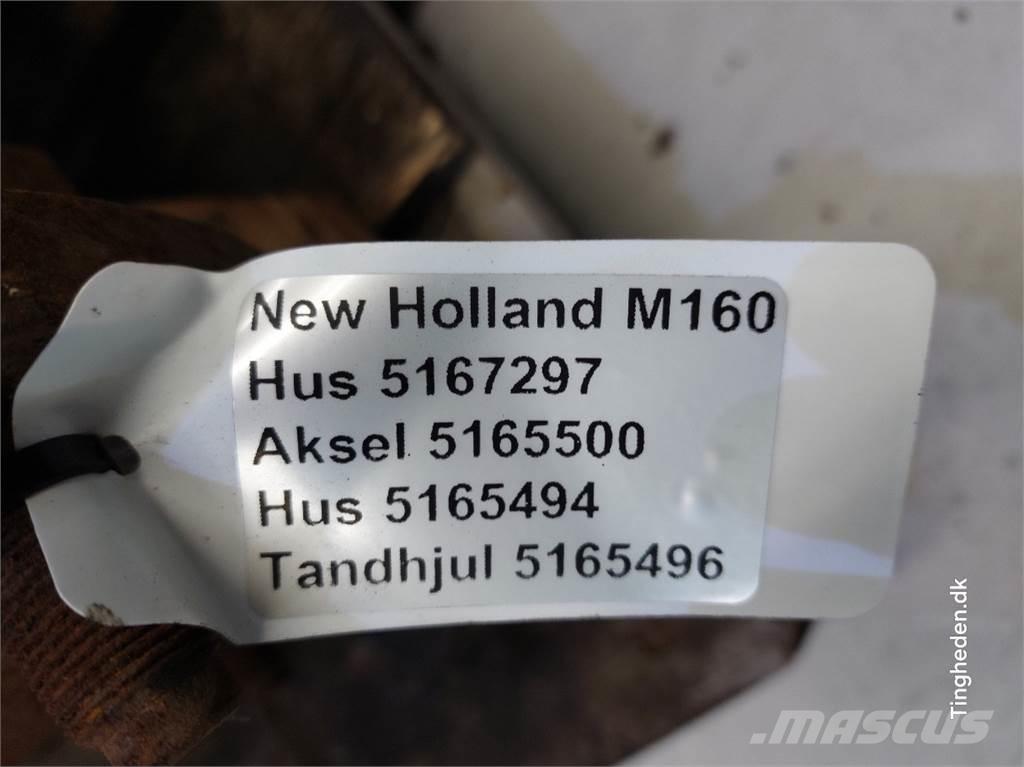 New Holland M160
Hus 5167297
Aksel 5165500
Hus 5165494
Tandhjul 5165496
Tingheden.dk
MASCUS